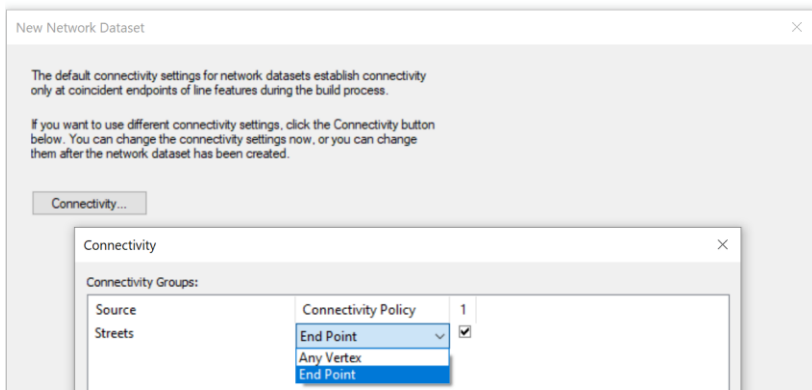 New Network Dataset
The default connectivity settings for network datasets establish connectivity
only at coincident endpoints of line features during the build process.
If you want to use different connectivity settings, click the Connectivity button
below. You can change the connectivity settings now, or you can change
them after the network dataset has been created.
Connectivity...
Connectivity
Connectivity Groups:
Source Connectivity Policy 1
Streets End Point
Any Vertex
End Point